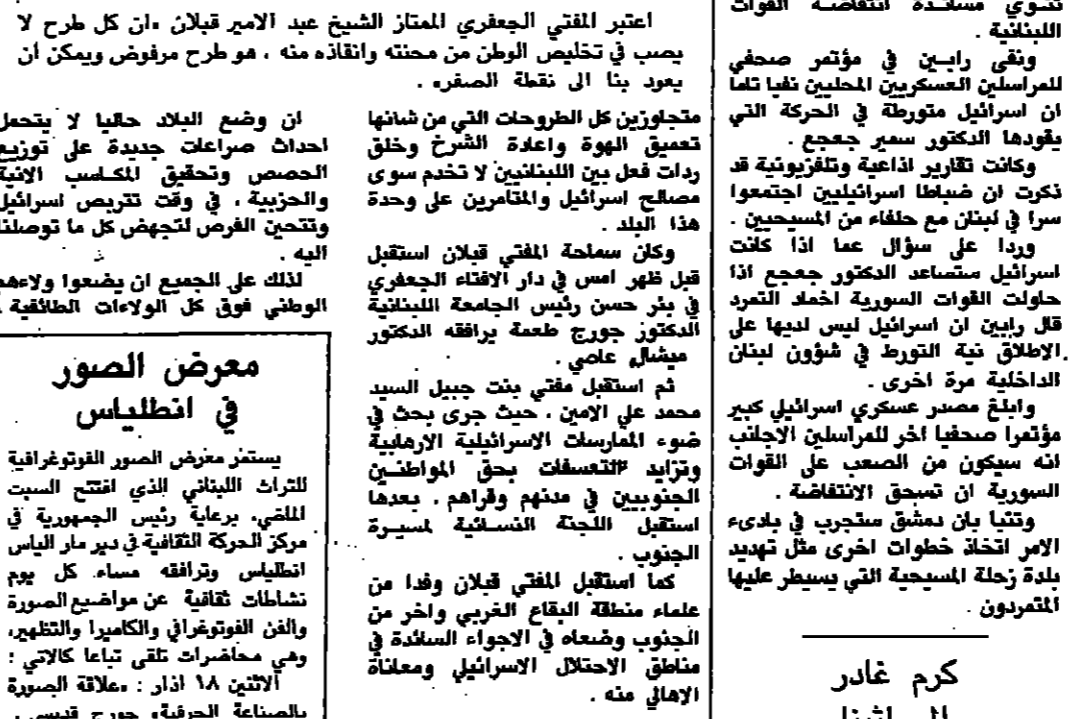 تنوي مساندة انتفاضة القوات
اللبنانية .
ونفى رابين في مؤتمر صحفي
للمراسلين العسكريين المحليين نفيا تاما
ان اسرائيل متورطة في الحركة التي
يقودها الدكتور سمير جعجع .
وكانت تقارير اذاعية وتلفزيونية قد
ذكرت ان ضباطا اسرائيليين اجتمعوا
سرا في لبنان مع حلفاء من المسيحيين .
وردا على سؤال عما اذا كانت
اسرائيل ستساعد الدكتور جعجع اذا
حاولت القوات السورية اخماد التمرد
قال رابين ان اسرائيل ليس لديها على
الاطلاق نية التورط في شؤون لبنان
الداخلية مرة اخرى .
وابلغ مصدر عسكري اسرائيلي كبير
مؤتمرا صحفيا اخر للمراسلين الاجانب
انه سيكون من الصعب على القوات
السورية ان تسحق الانتفاضة .
وتنبا بان دمشق ستجرب في بادىء
الامر اتخاذ خطوات اخرى مثل تهديد
بلدة زحلة المسيحية التي يسيطر عليها
المتمردون .
كرم غادر
اعتبر المفتي الجعفري الممتاز الشيخ عبد الامير قبلان «ان كل طرح لا
يصب في تخليص الوطن من محنته وانقاذه منه ، هو طرح مرفوض ويمكن أن
يعود بنا الى نقطة الصفر» .
متجاوزين كل الطروحات التي من شانها
تعميق الهوة واعادة الشرخ وخلق
ردات فعل بين اللبنانيين لا تخدم سوى
مصالح اسرائيل والمتامرين على وحدة
هذا البلد .
وكان سماحة المفتي قبلان استقبل
قبل ظهر امس في دار الافتاء الجعفري
في بئر حسن رئيس الجامعة اللبنانية
الدكتور جورج طعمة يرافقه الدكتور
ميشال عاصي .
ثم استقبل مفتي بنت جبيل السيد
محمد علي الامين ، حيث جرى بحث في
ضوء الممارسات الاسرائيلية الارهابية
وتزايد التعسفات بحق المواطنين
الجنوبيين في مدنهم وقراهم . بعدها
استقبل اللجنة النسائية لمسيرة
الجنوب .
كما استقبل المفتي قبلان وفدا من
علماء منطقة البقاع الغربي واخر من
الجنوب وضعاه في الاجواء السائدة في
مناطق الاحتلال الاسرائيلي ومعاناة
الاهالي منه .
ان وضع البلاد حاليا لا يتحمل
احداث صراعات جديدة على توزيع
الحصص وتحقيق المكاسب الانية
والحزبية ، في وقت تتربص اسرائيل
وتتحين الفرص لتجهض كل ما توصلنا
اليه .
لذلك على الجميع ان يضعوا ولاءهم
الوطني فوق كل الولاءات الطائفية .
معرض الصور
في انطلياس
يستمر معرض الصور الفوتوغرافية
للتراث اللبناني الذي افتتح السبت
الماضي، برعاية رئيس الجمهورية في
مركز الحركة الثقافية في دير مار الياس
انطلياس وترافقه مساء كل يوم
نشاطات ثقافية عن مواضيع الصورة
والفن الفوتوغرافي والكاميرا والتظهير،
وهي محاضرات تلقى تباعا كالاتي :
الاثنين ١٨ اذار : «علاقة الصورة
بالصناعة الحرفية» جورج قديسي .